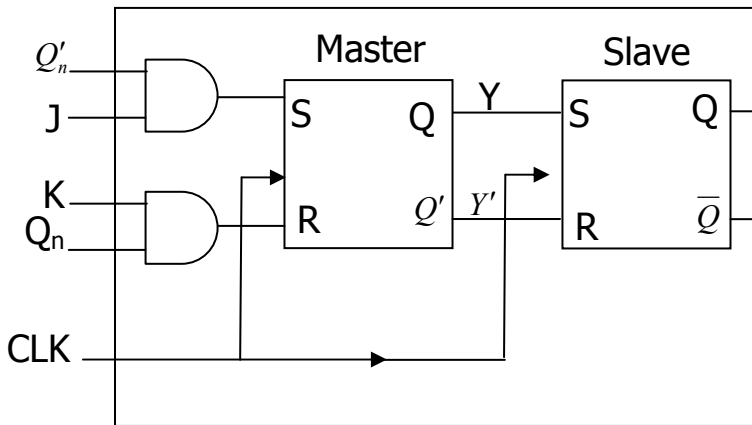 Master Slave
Q′n
J
S Q Y S Q
K
Qn
R Q′ Y′ R Q̅
CLK